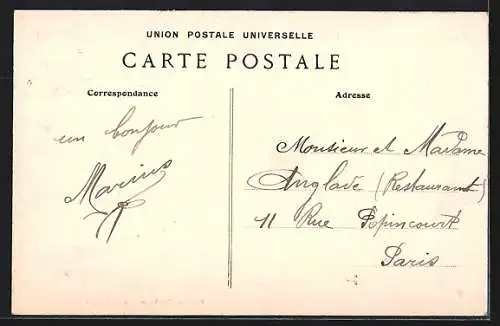 UNION POSTALE UNIVERSELLE
CARTE POSTALE
Correspondance
un bonjour
Marius
Adresse
Monsieur et Madame
Anglade (Restaurant)
11 Rue Popincourt
Paris